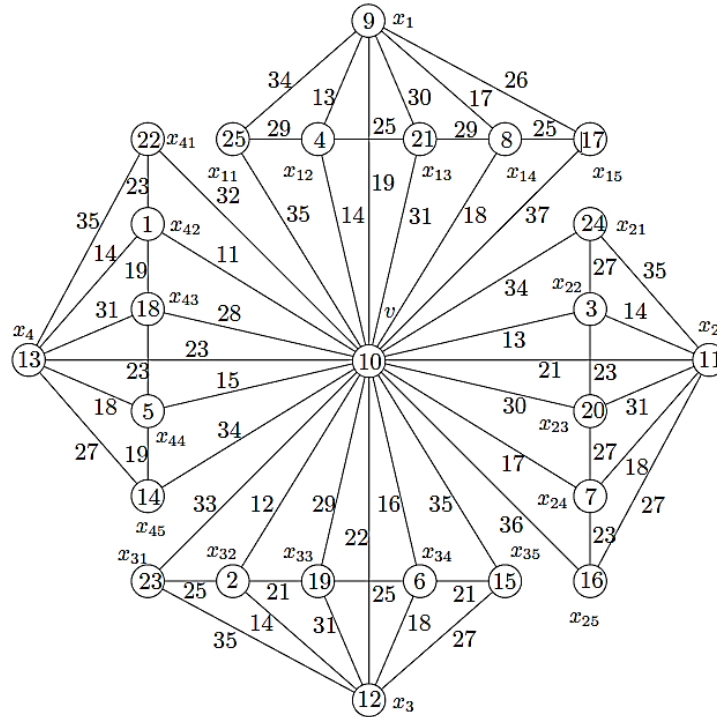 9 x₁
34 13 30 17 26
22 x₄₁ 25 29 4 25 21 29 8 25 17
x₁₁ x₁₂ x₁₃ x₁₄ x₁₅
23 32 35 14 19 31 18 37
35 14 1 x₄₂ 11 24 x₂₁
19 34 27 35
x₄ 31 18 x₄₃ 28 v x₂₂ 3 14 x₂
13 23 10 13 21 11
23 15 30 23
18 5 x₄₄ x₂₃ 20 31
27 19 34 17 27 18
14 x₂₄ 7 27
x₄₅ 33 12 29 22 16 35 36 23
x₃₁ x₃₂ x₃₃ x₃₄ x₃₅
23 25 2 21 19 25 6 21 15 16
x₂₅
35 14 31 18 27
12 x₃